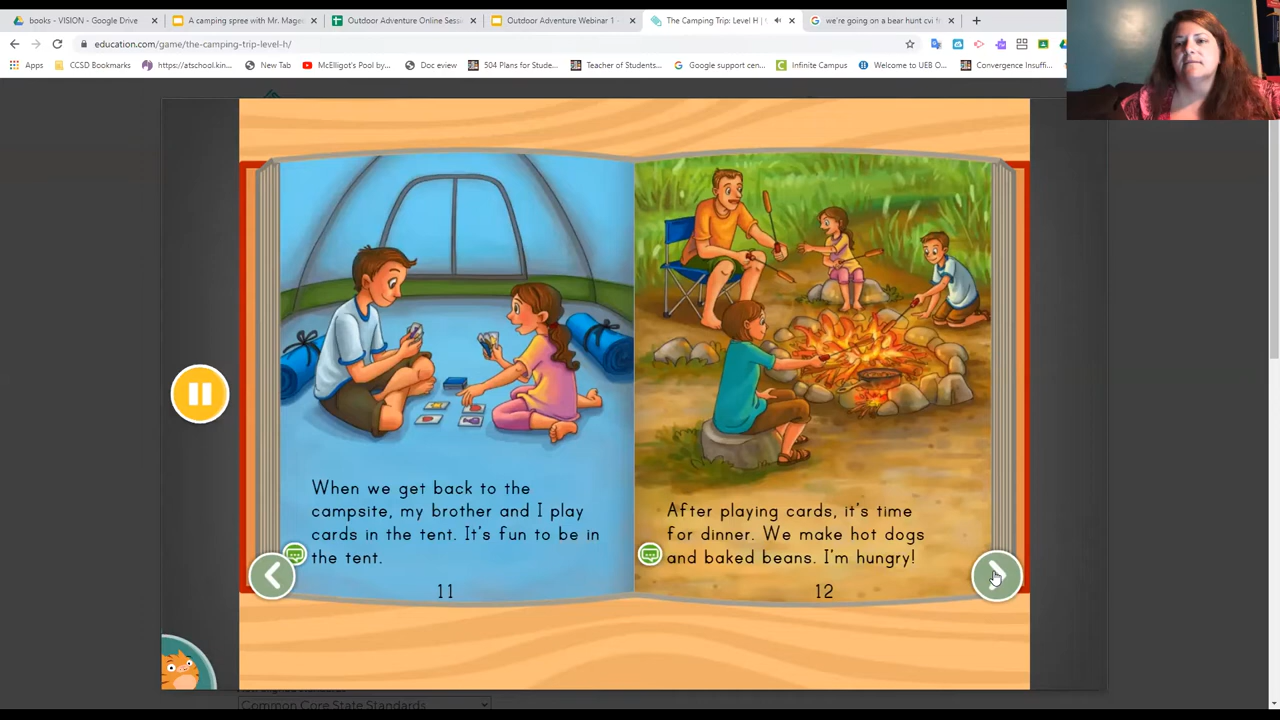 books - VISION - Google Drive
A camping spree with Mr. Mage
Outdoor Adventure Online Sess
Outdoor Adventure Webinar 1 -
The Camping Trip: Level H |
we're going on a bear hunt cvi f
education.com/game/the-camping-trip-level-h/
Apps
CCSD Bookmarks
https://atschool.kin...
New Tab
McElligot's Pool by...
Doc eview
504 Plans for Stude...
Teacher of Students...
Google support cen...
Infinite Campus
Welcome to UEB O...
Convergence Insuffi...
When we get back to the
campsite, my brother and I play
cards in the tent. It's fun to be in
the tent.
11
After playing cards, it's time
for dinner. We make hot dogs
and baked beans. I'm hungry!
12
Common Core State Standards